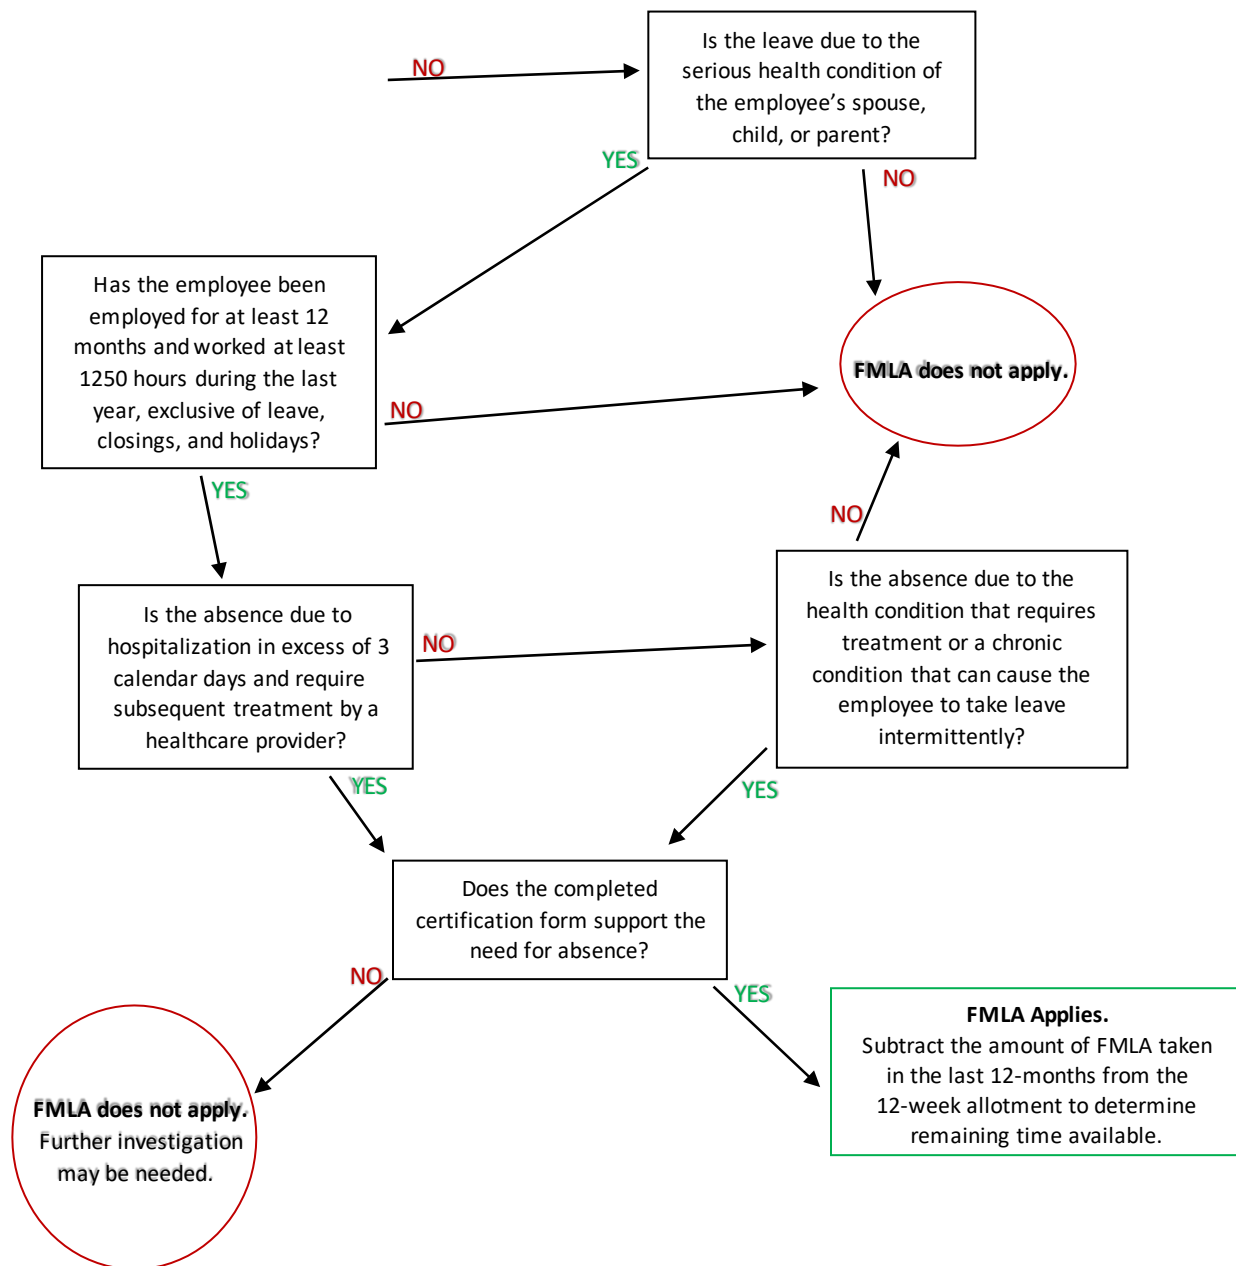 NO
Is the leave due to the
serious health condition of
the employee’s spouse,
child, or parent?
YES
NO
Has the employee been
employed for at least 12
months and worked at least
1250 hours during the last
year, exclusive of leave,
closings, and holidays?
NO
FMLA does not apply.
YES
NO
Is the absence due to
hospitalization in excess of 3
calendar days and require
subsequent treatment by a
healthcare provider?
NO
Is the absence due to the
health condition that requires
treatment or a chronic
condition that can cause the
employee to take leave
intermittently?
YES
YES
Does the completed
certification form support the
need for absence?
NO
YES
FMLA does not apply.
Further investigation
may be needed.
FMLA Applies.
Subtract the amount of FMLA taken
in the last 12-months from the
12-week allotment to determine
remaining time available.